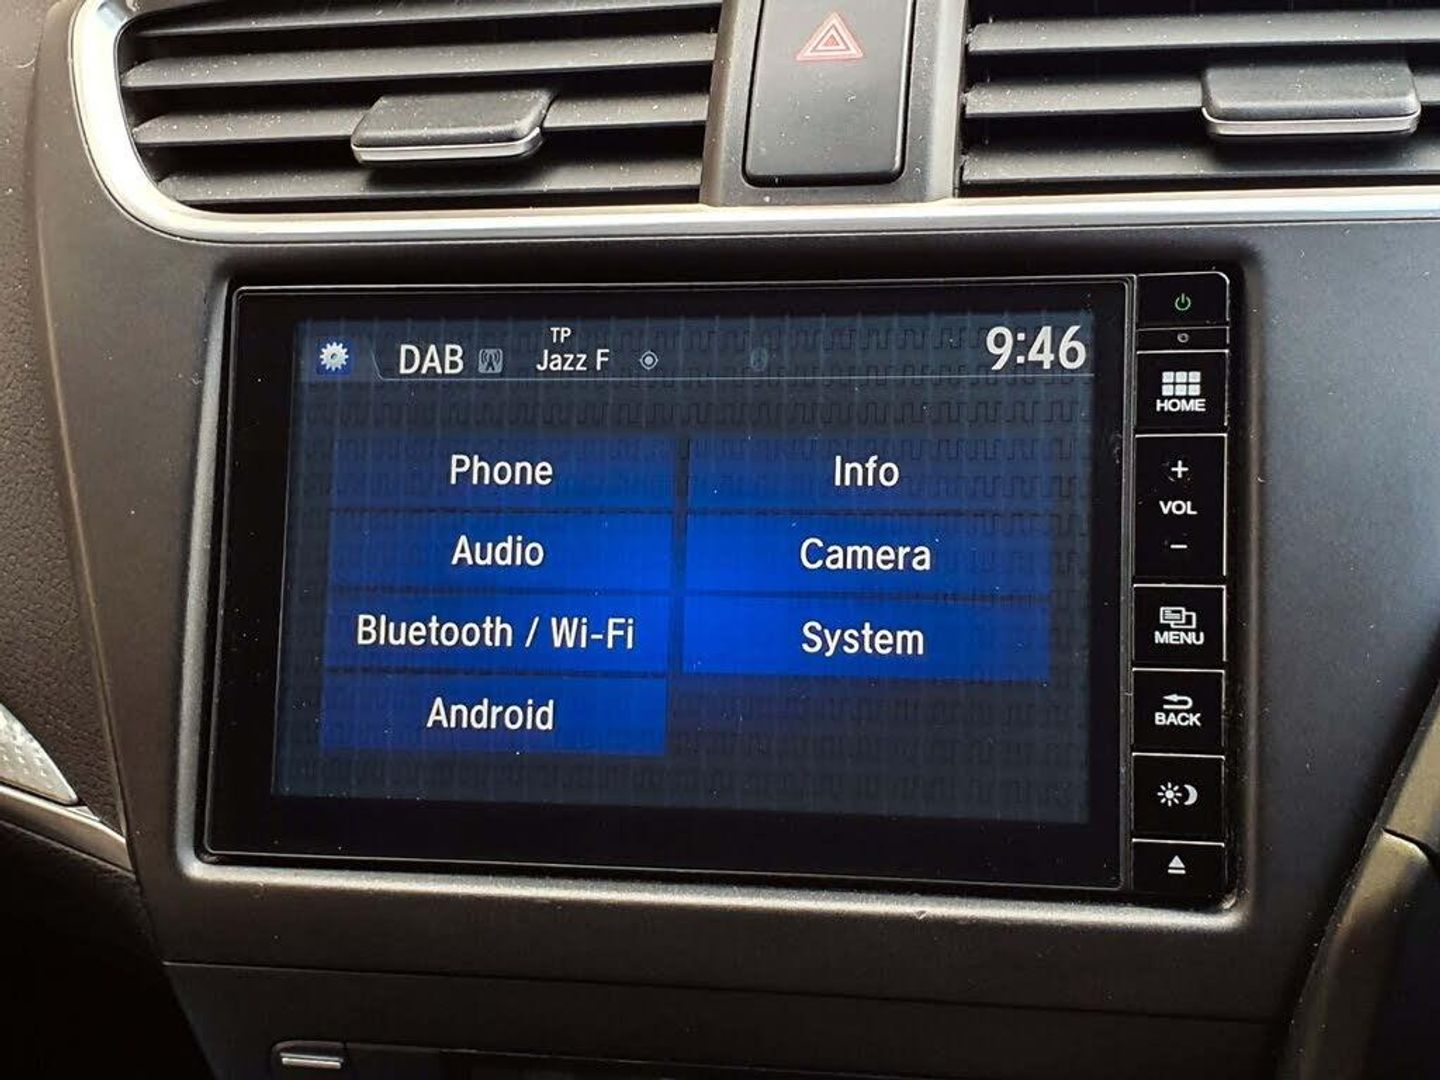 TP
DAB Jazz F 9:46
HOME
Phone Info
+
VOL
-
Audio Camera
Bluetooth / Wi-Fi System
MENU
Android
BACK